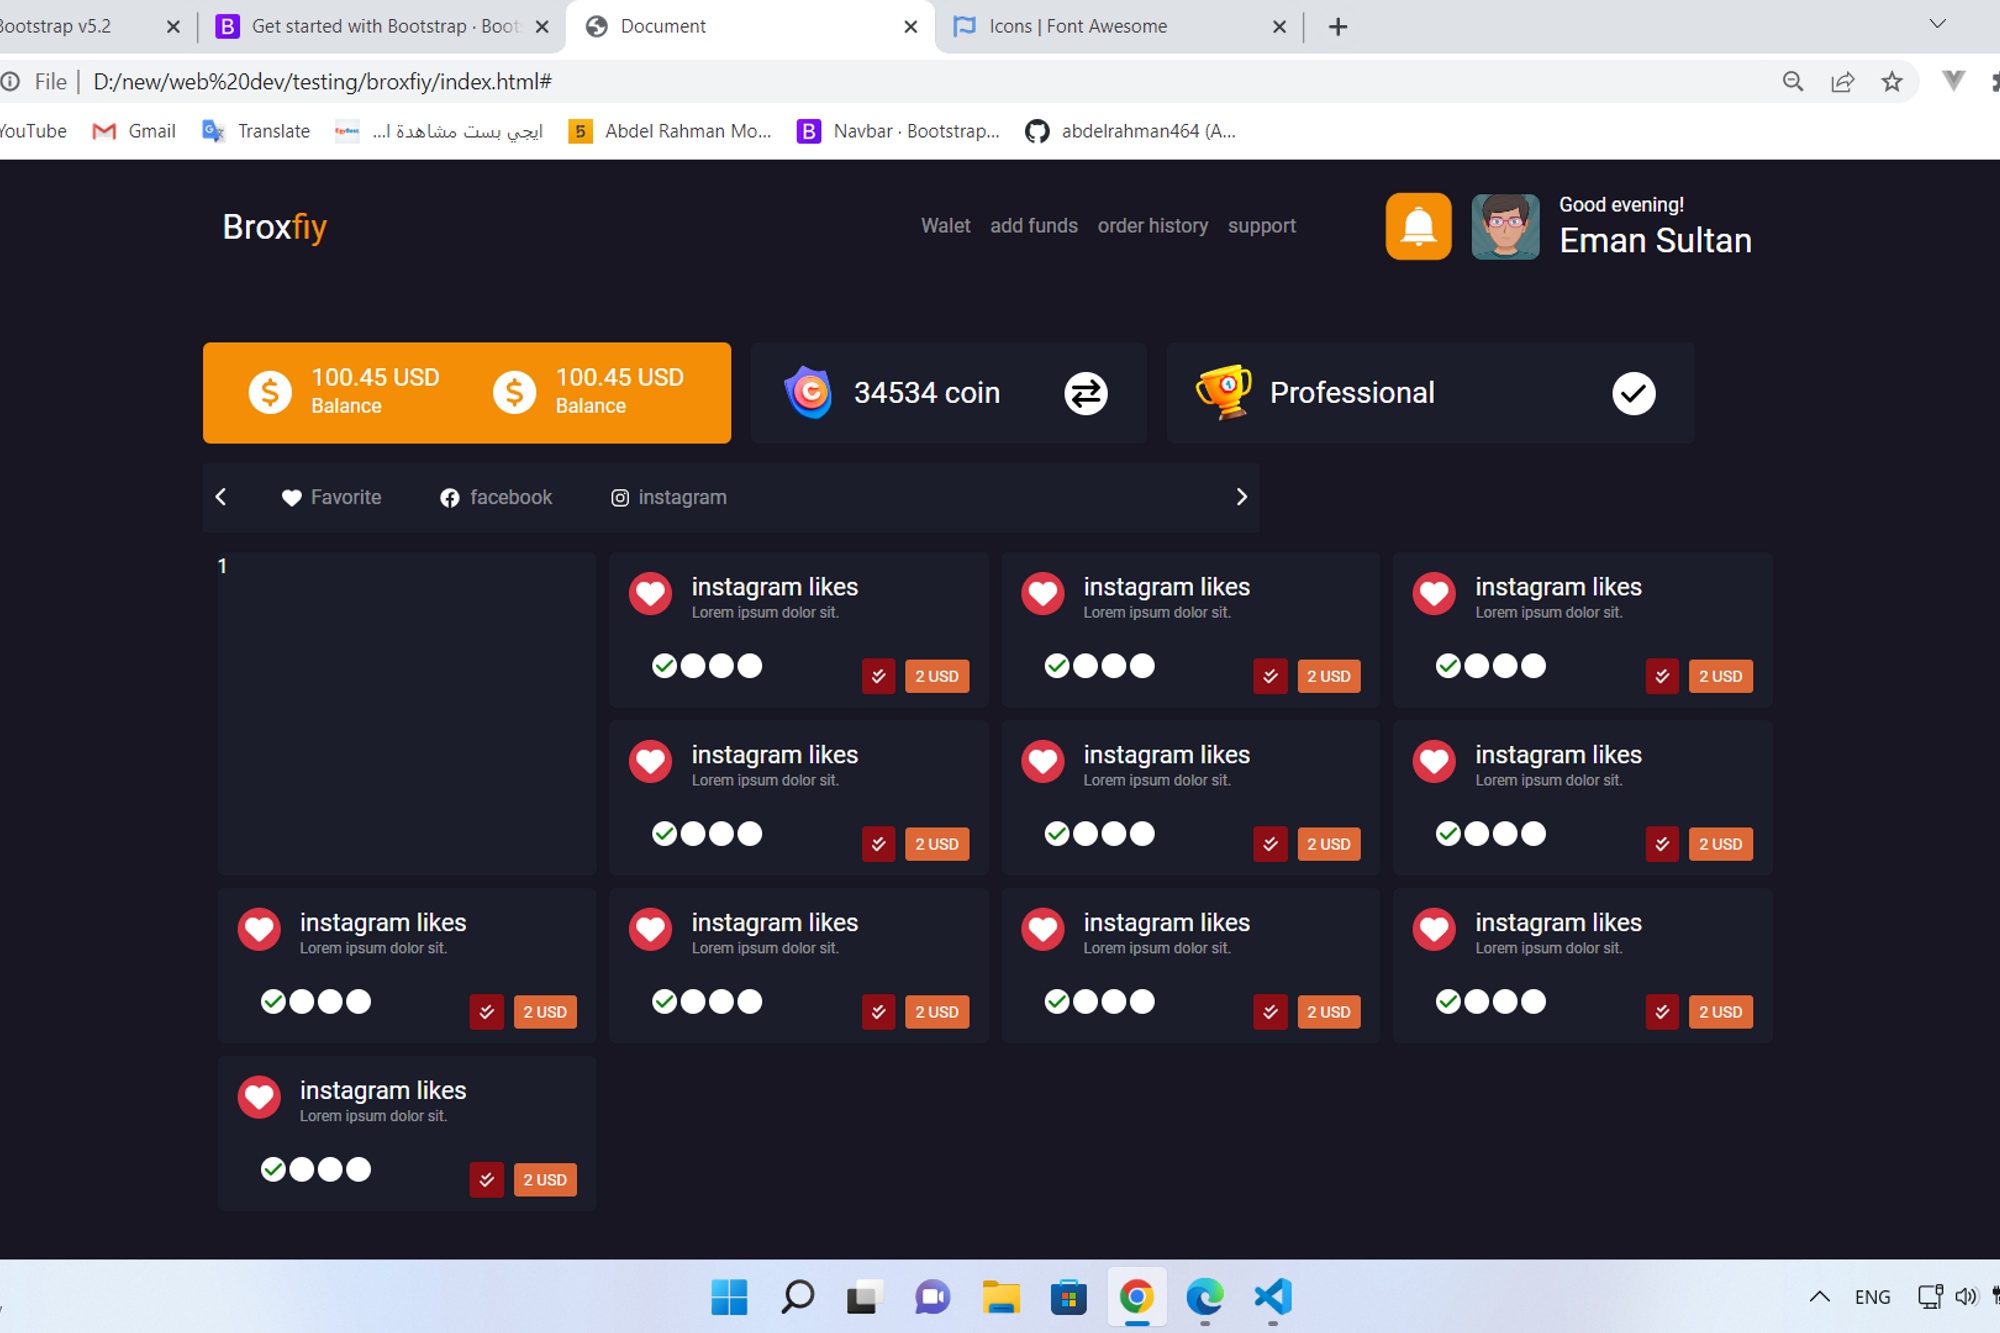 Bootstrap v5.2
Get started with Bootstrap · Boots
Document
Icons | Font Awesome
File
D:/new/web%20dev/testing/broxfiy/index.html#
YouTube
Gmail
Translate
ايجي بست مشاهدة ا...
Abdel Rahman Mo...
Navbar · Bootstrap...
abdelrahman464 (A...
Broxfiy
Walet
add funds
order history
support
Good evening!
Eman Sultan
100.45 USD
Balance
100.45 USD
Balance
34534 coin
Professional
Favorite
facebook
instagram
1
instagram likes
Lorem ipsum dolor sit.
2 USD
instagram likes
Lorem ipsum dolor sit.
2 USD
instagram likes
Lorem ipsum dolor sit.
2 USD
instagram likes
Lorem ipsum dolor sit.
2 USD
instagram likes
Lorem ipsum dolor sit.
2 USD
instagram likes
Lorem ipsum dolor sit.
2 USD
instagram likes
Lorem ipsum dolor sit.
2 USD
instagram likes
Lorem ipsum dolor sit.
2 USD
instagram likes
Lorem ipsum dolor sit.
2 USD
instagram likes
Lorem ipsum dolor sit.
2 USD
instagram likes
Lorem ipsum dolor sit.
2 USD
ENG